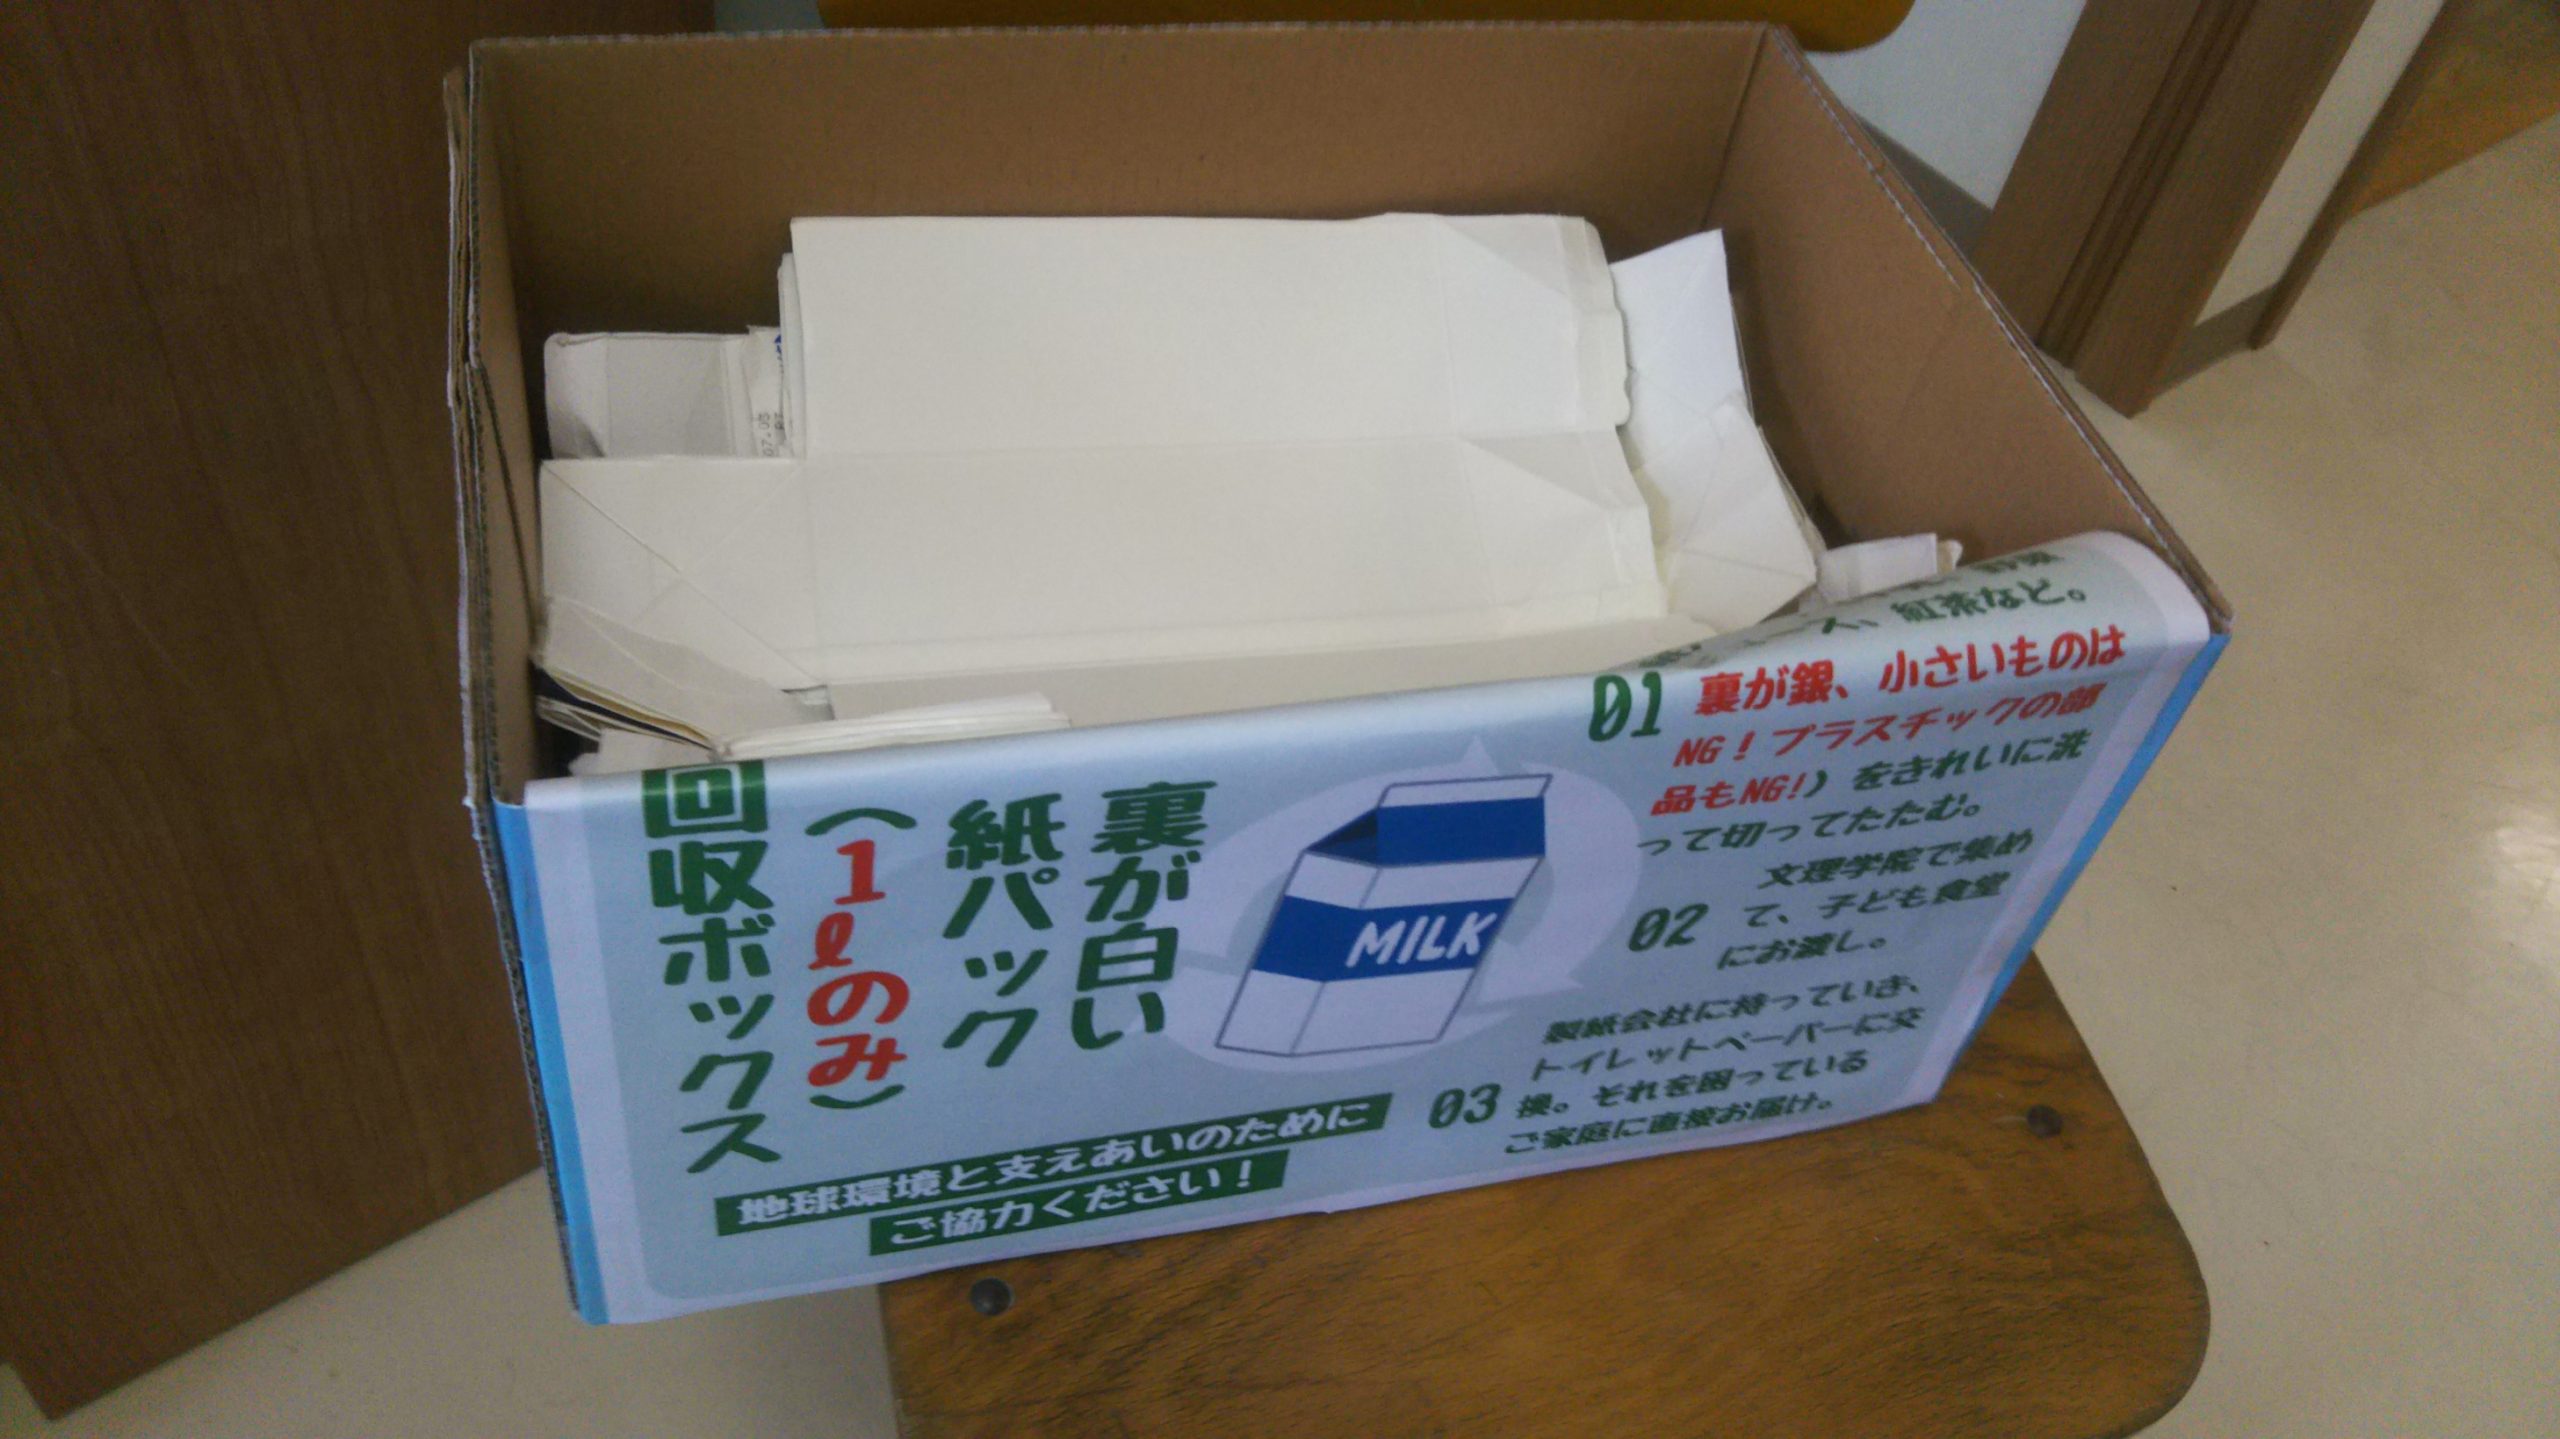 裏が白い
紙パック
(1ℓのみ)
回収ボックス
MILK
地球環境と支えあいのために
ご協力ください!
01
ス、紅茶など。
裏が銀、小さいものは
NG!プラスチックの部
品もNG!)をきれいに洗
って切ってたたむ。
02
文理学院で集め
て、子ども食堂
にお渡し。
03
製紙会社に持っていき、
トイレットペーパーに交
換。それを困っている
ご家庭に直接お届け。
07.05